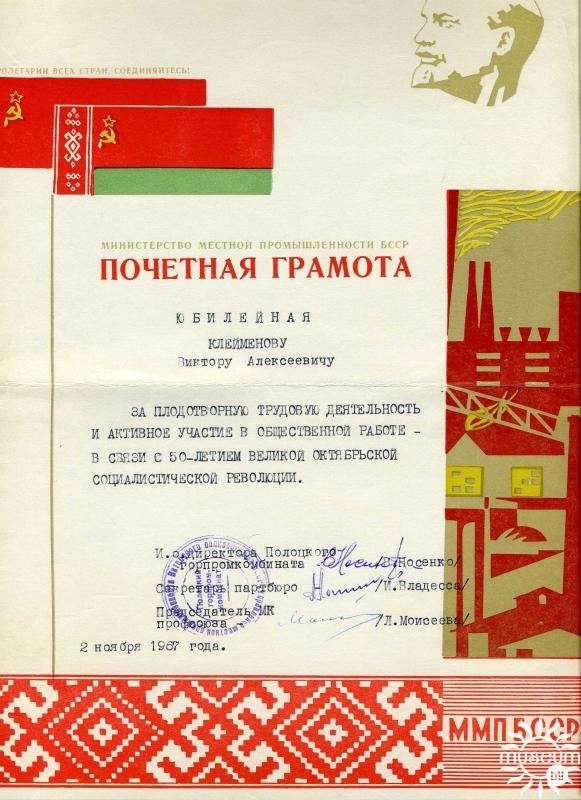 ПРОЛЕТАРИИ ВСЕХ СТРАН, СОЕДИНЯЙТЕСЬ!
МИНИСТЕРСТВО МЕСТНОЙ ПРОМЫШЛЕННОСТИ БССР
ПОЧЕТНАЯ ГРАМОТА
ЮБИЛЕЙНАЯ
КЛЕЙМЕНОВУ
Виктору Алексеевичу
ЗА ПЛОДОТВОРНУЮ ТРУДОВУЮ ДЕЯТЕЛЬНОСТЬ
И АКТИВНОЕ УЧАСТИЕ В ОБЩЕСТВЕННОЙ РАБОТЕ -
В СВЯЗИ С 50-ЛЕТИЕМ ВЕЛИКОЙ ОКТЯБРЬСКОЙ
СОЦИАЛИСТИЧЕСКОЙ РЕВОЛЮЦИИ.
И.о.директора Полоцкого
горпромкомбината /Носенко/
Секретарь партбюро /И.Владесса/
Председатель МК
профсоюза /Л.Моисеева/
2 ноября 1967 года.
ММП БССР
museum
by